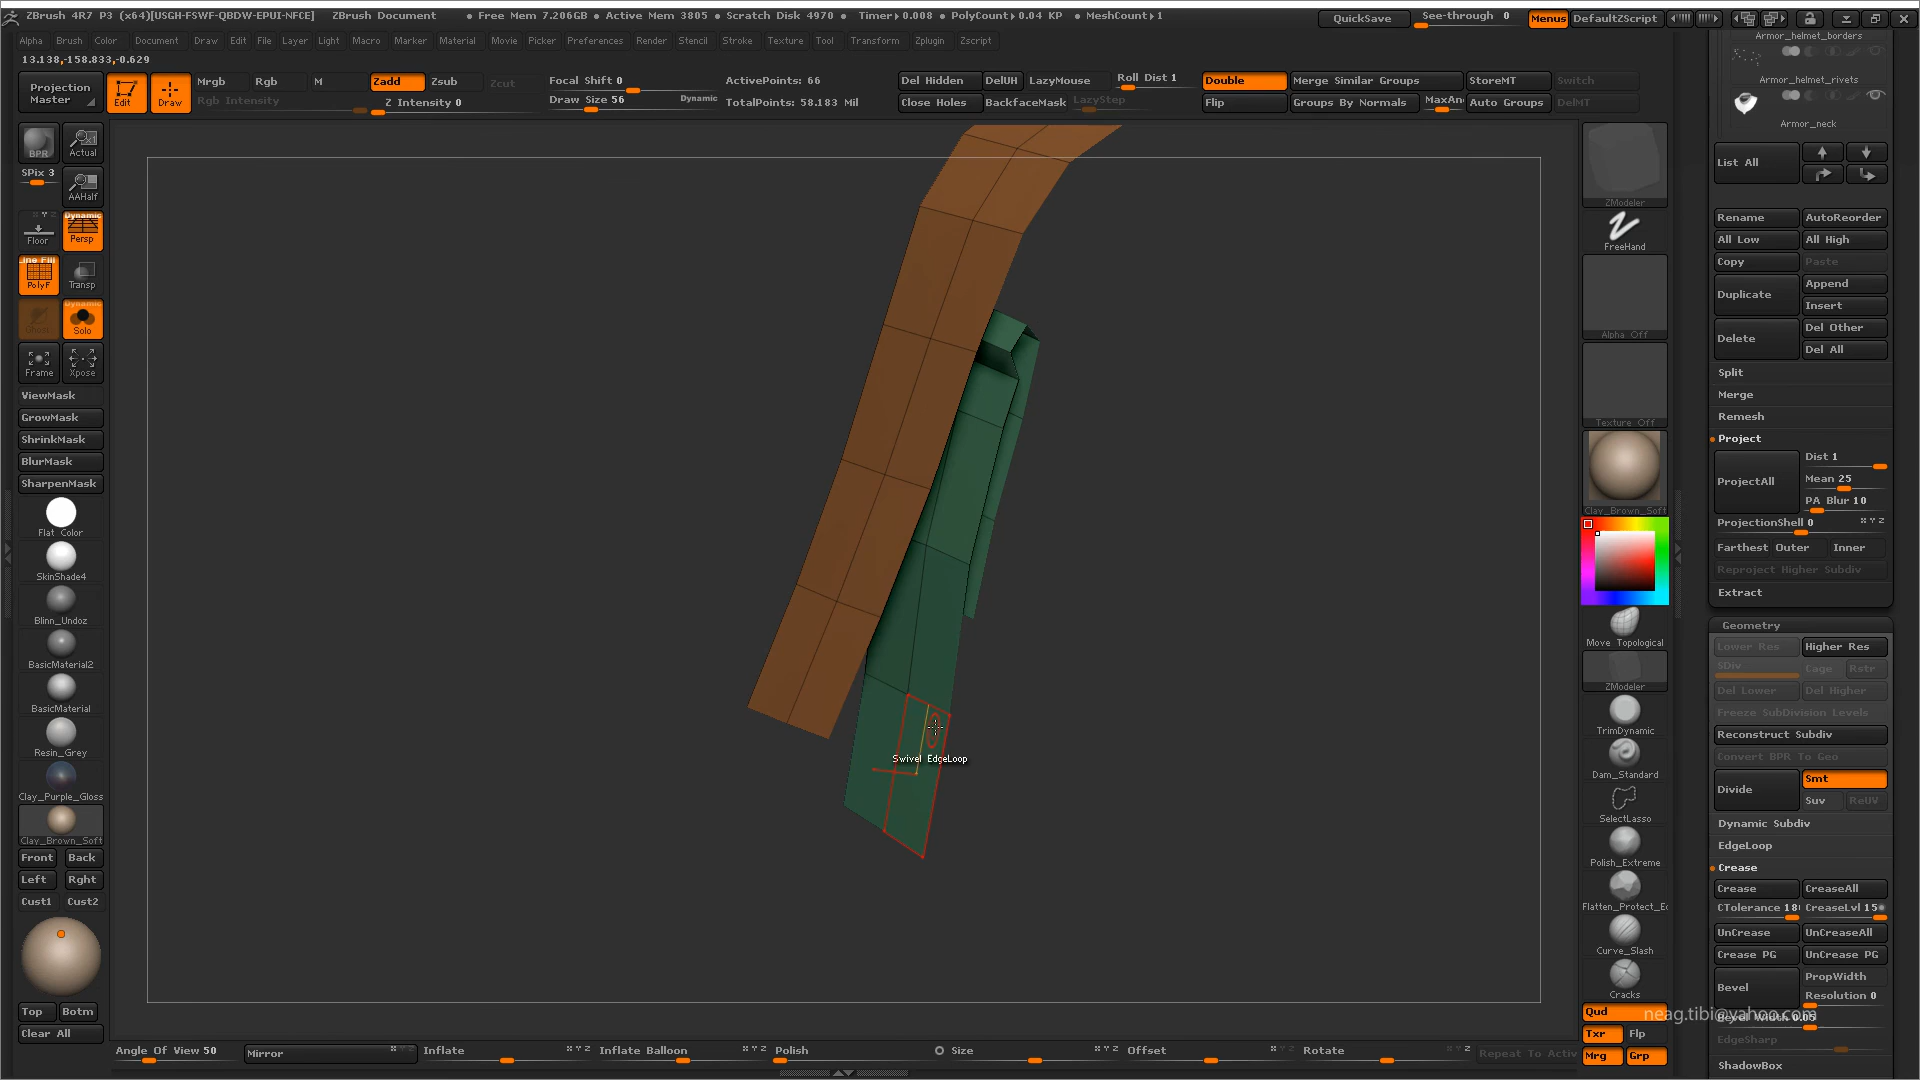 ZBrush 4R7 P3 (x64)[USGH-FSWF-QBDW-EPUI-NFCE] ZBrush Document • Free Mem 7.206GB • Active Mem 3805 • Scratch Disk 4970 • Timer▸0.008 • PolyCount▸0.04 KP • MeshCount▸1 QuickSave See-through 0 Menus DefaultZScript
Alpha Brush Color Document Draw Edit File Layer Light Macro Marker Material Movie Picker Preferences Render Stencil Stroke Texture Tool Transform Zplugin Zscript
13.138,-158.833,-0.629
Projection Master
Edit
Draw
Mrgb Rgb M Zadd Zsub Zcut
Rgb Intensity Z Intensity 0
Focal Shift 0
Draw Size 56 Dynamic
ActivePoints: 66
TotalPoints: 58.183 Mil
Del Hidden DelUH LazyMouse Roll Dist 1
Close Holes BackfaceMask LazyStep
Double Merge Similar Groups StoreMT Switch
Flip Groups By Normals MaxAn Auto Groups DelMT
BPR Actual
SPix 3 AAHalf
Floor Dynamic Persp
Line Fill PolyF Transp
Ghost Dynamic Solo
Frame Xpose
ViewMask
GrowMask
ShrinkMask
BlurMask
SharpenMask
Flat Color
SkinShade4
Blinn_Undoz
BasicMaterial2
BasicMaterial
Resin_Grey
Clay_Purple_Gloss
Clay_Brown_Soft
Front Back
Left Rght
Cust1 Cust2
Top Botm
Clear All
Swivel EdgeLoop
Angle Of View 50 Mirror Inflate Inflate Balloon Polish Size Offset Rotate Repeat To Activ
ZModeler
FreeHand
Alpha Off
Texture Off
Clay_Brown_Soft
Move Topological
ZModeler
TrimDynamic
Dam_Standard
SelectLasso
Polish_Extreme
Flatten_Protect_Ed
Curve_Slash
Cracks
Qud
Txr Flp
Mrg Grp
Armor_helmet_borders
Armor_helmet_rivets
Armor_neck
List All
Rename AutoReorder
All Low All High
Copy Paste
Duplicate Append
Insert
Delete Del Other
Del All
Split
Merge
Remesh
Project
ProjectAll Dist 1
Mean 25
PA Blur 10
ProjectionShell 0 X Y Z
Farthest Outer Inner
Reproject Higher Subdiv
Extract
Geometry
Lower Res Higher Res
SDiv Cage Rstr
Del Lower Del Higher
Freeze SubDivision Levels
Reconstruct Subdiv
Convert BPR To Geo
Divide Smt
Suv ReUV
Dynamic Subdiv
EdgeLoop
Crease
Crease CreaseAll
CTolerance 18 CreaseLvl 15
UnCrease UnCreaseAll
Crease PG UnCrease PG
Bevel PropWidth
Resolution 0
Bevel Width 0.05
neag.tibi@yahoo.com
EdgeSharp
ShadowBox